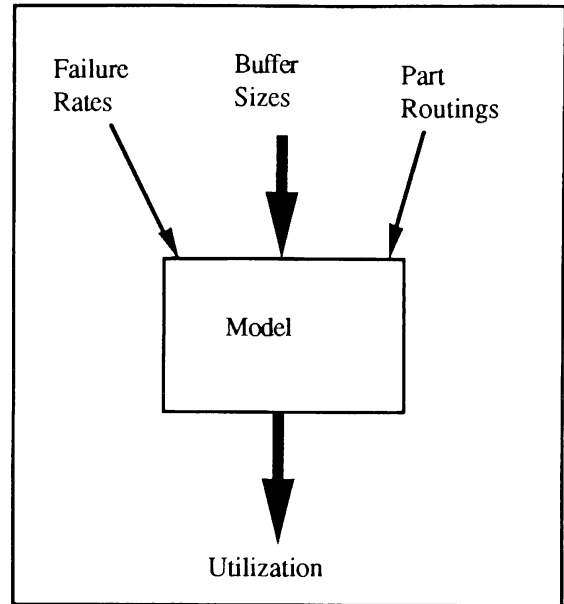 Failure
Rates
Buffer
Sizes
Part
Routings
Model
Utilization